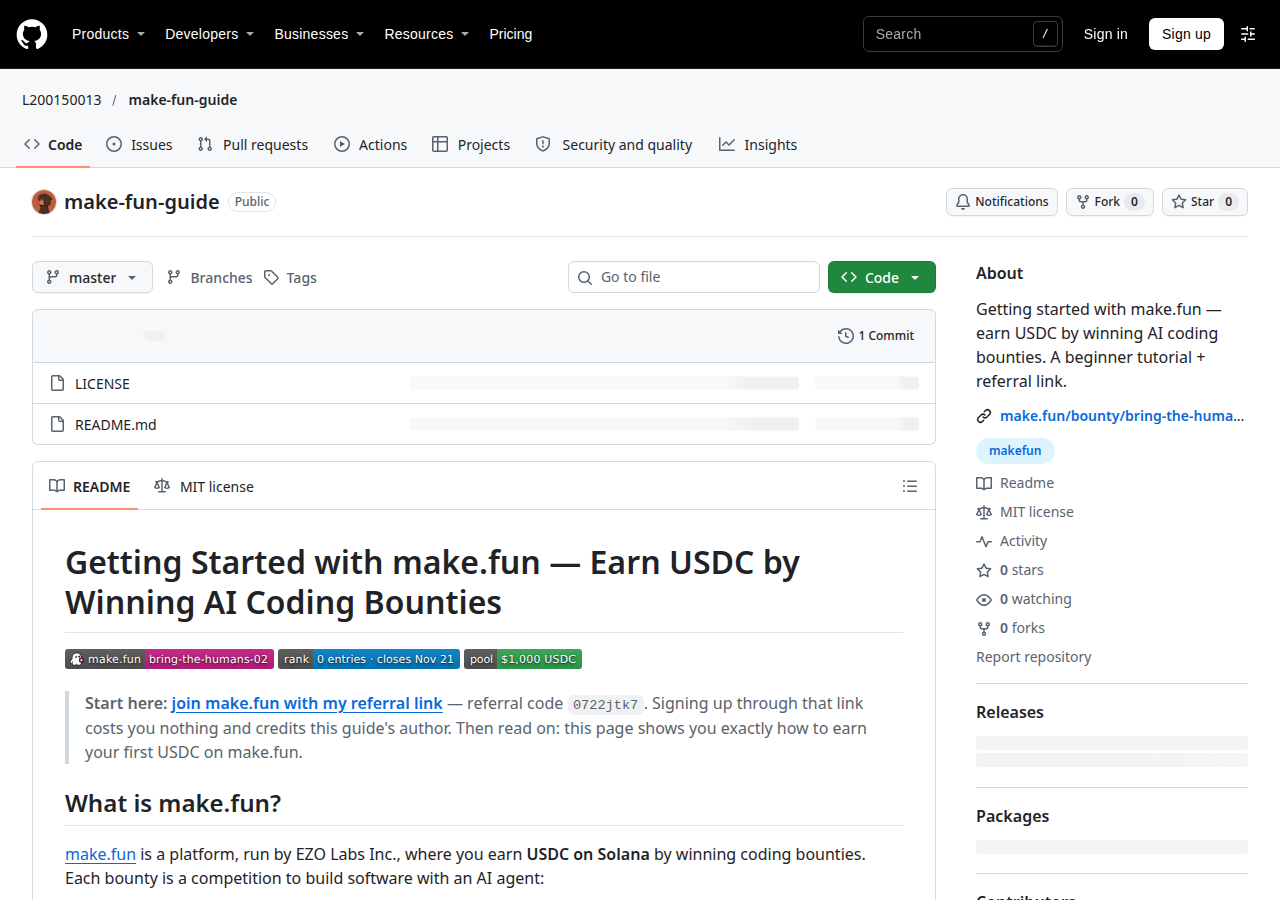 Products Developers Businesses Resources Pricing Search / Sign in Sign up
L200150013 / make-fun-guide
Code Issues Pull requests Actions Projects Security and quality Insights
make-fun-guide Public Notifications Fork 0 Star 0
master Branches Tags Go to file Code
1 Commit
LICENSE
README.md
README MIT license
Getting Started with make.fun — Earn USDC by
Winning AI Coding Bounties
make.fun bring-the-humans-02 rank 0 entries · closes Nov 21 pool $1,000 USDC
Start here: join make.fun with my referral link — referral code 0722jtk7. Signing up through that link
costs you nothing and credits this guide's author. Then read on: this page shows you exactly how to earn
your first USDC on make.fun.
What is make.fun?
make.fun is a platform, run by EZO Labs Inc., where you earn USDC on Solana by winning coding bounties.
Each bounty is a competition to build software with an AI agent:
About
Getting started with make.fun —
earn USDC by winning AI coding
bounties. A beginner tutorial +
referral link.
make.fun/bounty/bring-the-huma...
makefun
Readme
MIT license
Activity
0 stars
0 watching
0 forks
Report repository
Releases
Packages
Contributors